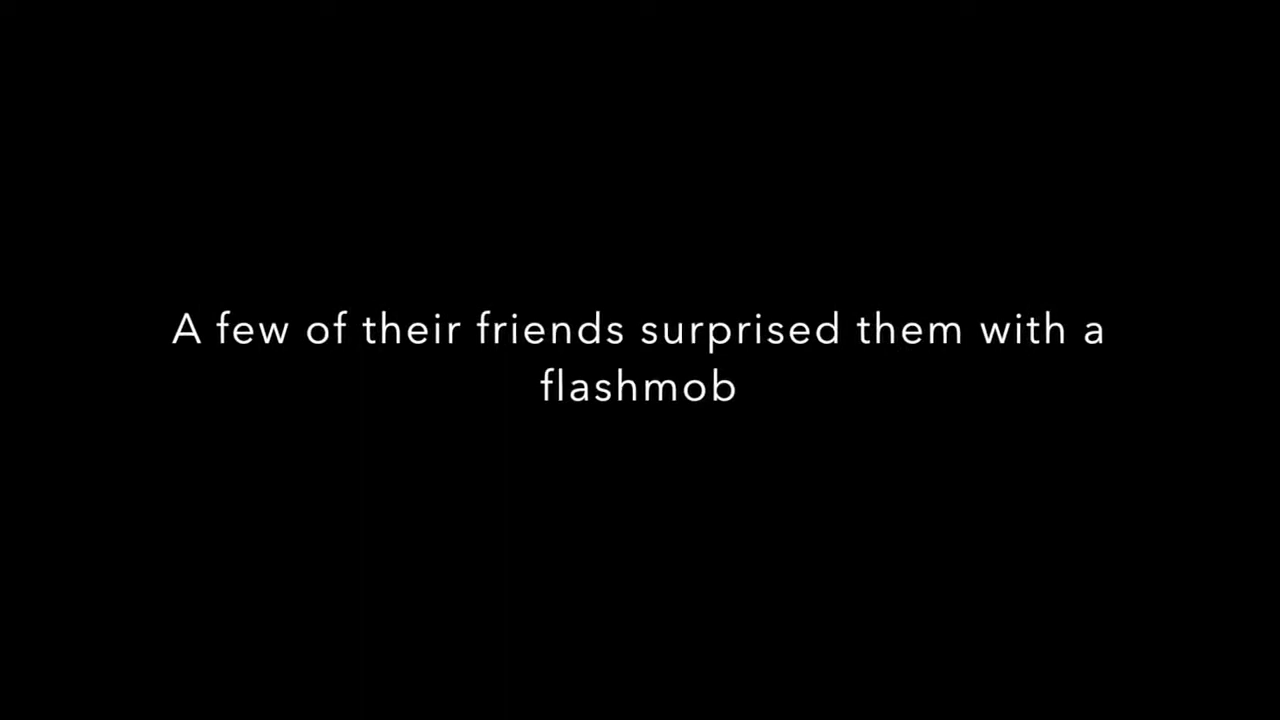 A few of their friends surprised them with a
flashmob